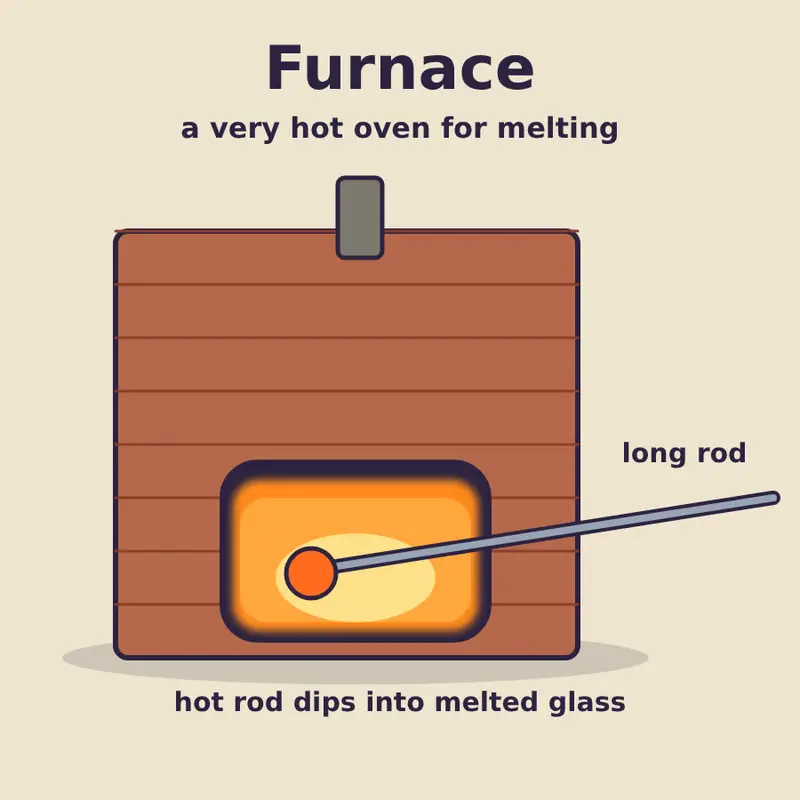 Furnace
a very hot oven for melting
long rod
hot rod dips into melted glass